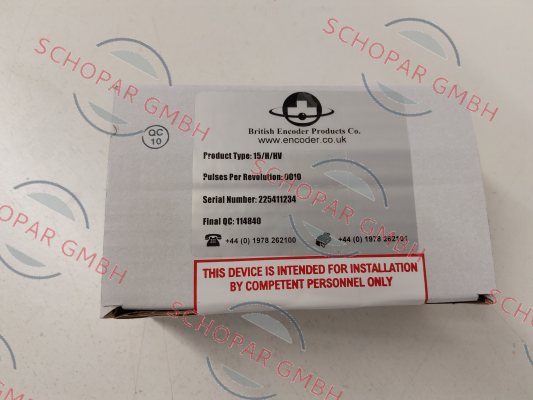 SCHOPAR GMBH
SCHOPAR GMBH
QC
10
British Encoder Products Co.
www.encoder.co.uk
Product Type: 15/H/HV
Pulses Per Revolution: 0010
Serial Number: 225411234
Final QC: 114840
+44 (0) 1978 262100
+44 (0) 1978 262101
SCHOPAR GMBH
SCHOPAR GMBH
THIS DEVICE IS INTENDED FOR INSTALLATION
BY COMPETENT PERSONNEL ONLY
SCHOPAR GMBH